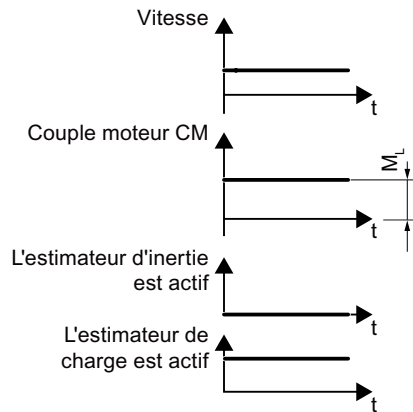 Vitesse
t
Couple moteur CM
M_L
t
L'estimateur d'inertie
est actif
t
L'estimateur de
charge est actif
t